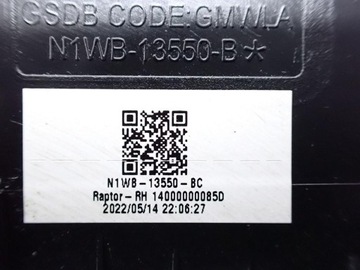 GSDB CODE:GMWLA
N1WB-13550-B*
N1WB-13550-BC
Raptor-RH 14000000085D
2022/05/14 22:06:27